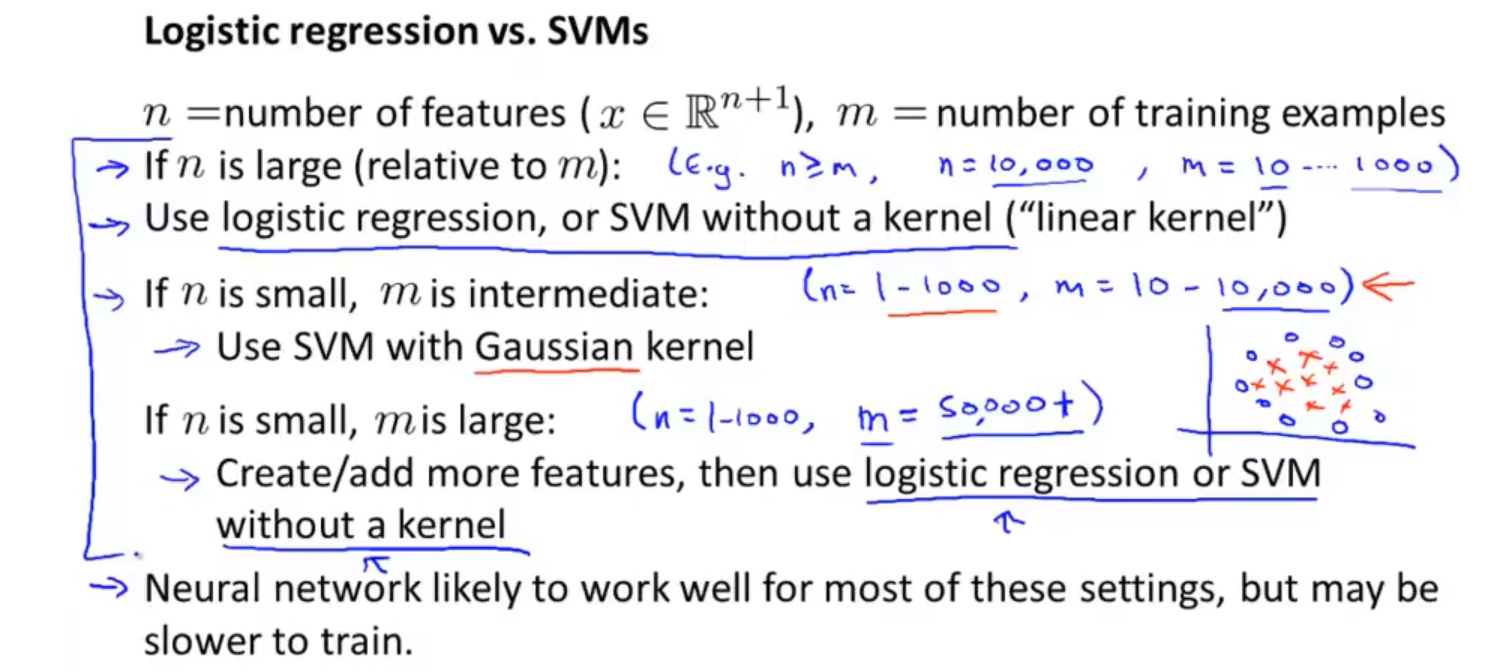 Logistic regression vs. SVMs
n =number of features ( x ∈ ℝⁿ⁺¹), m = number of training examples
→ If n is large (relative to m): (E.g. n≥m, n = 10,000 , m = 10 .... 1000)
→ Use logistic regression, or SVM without a kernel (“linear kernel”)
→ If n is small, m is intermediate: (n= 1-1000, m = 10 - 10,000) ←
→ Use SVM with Gaussian kernel
If n is small, m is large: (n=1-1000, m = 50,000+)
→ Create/add more features, then use logistic regression or SVM
without a kernel
→ Neural network likely to work well for most of these settings, but may be
slower to train.